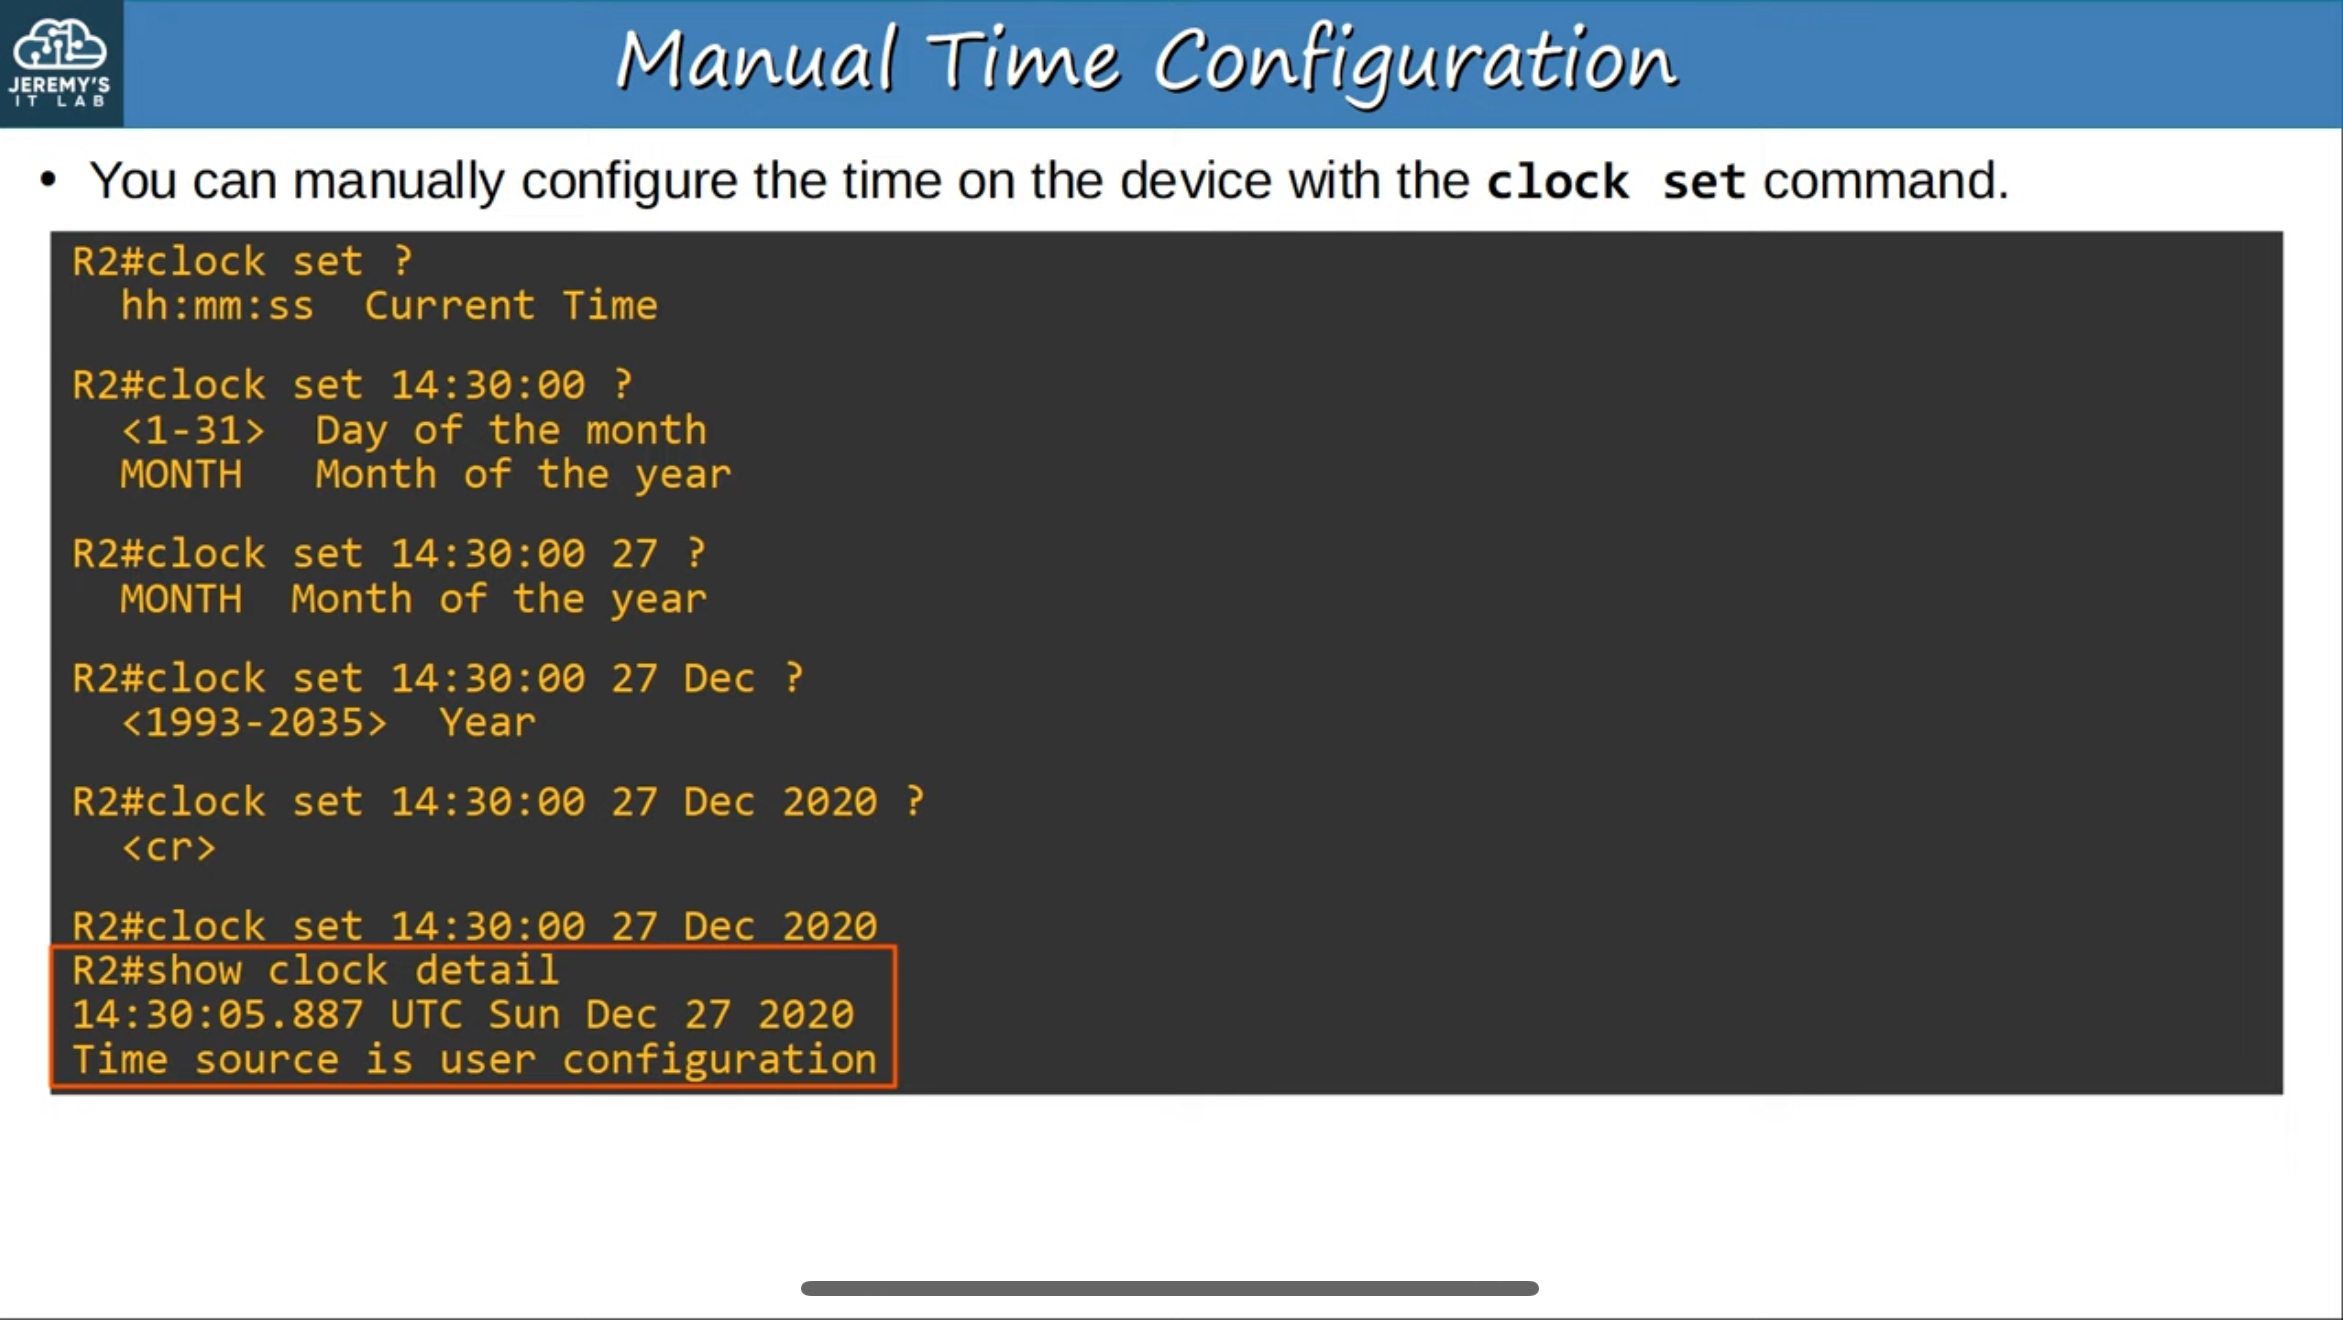 JEREMY'S
IT LAB
Manual Time Configuration
• You can manually configure the time on the device with the clock set command.
R2#clock set ?
hh:mm:ss Current Time
R2#clock set 14:30:00 ?
<1-31> Day of the month
MONTH Month of the year
R2#clock set 14:30:00 27 ?
MONTH Month of the year
R2#clock set 14:30:00 27 Dec ?
<1993-2035> Year
R2#clock set 14:30:00 27 Dec 2020 ?
<cr>
R2#clock set 14:30:00 27 Dec 2020
R2#show clock detail
14:30:05.887 UTC Sun Dec 27 2020
Time source is user configuration